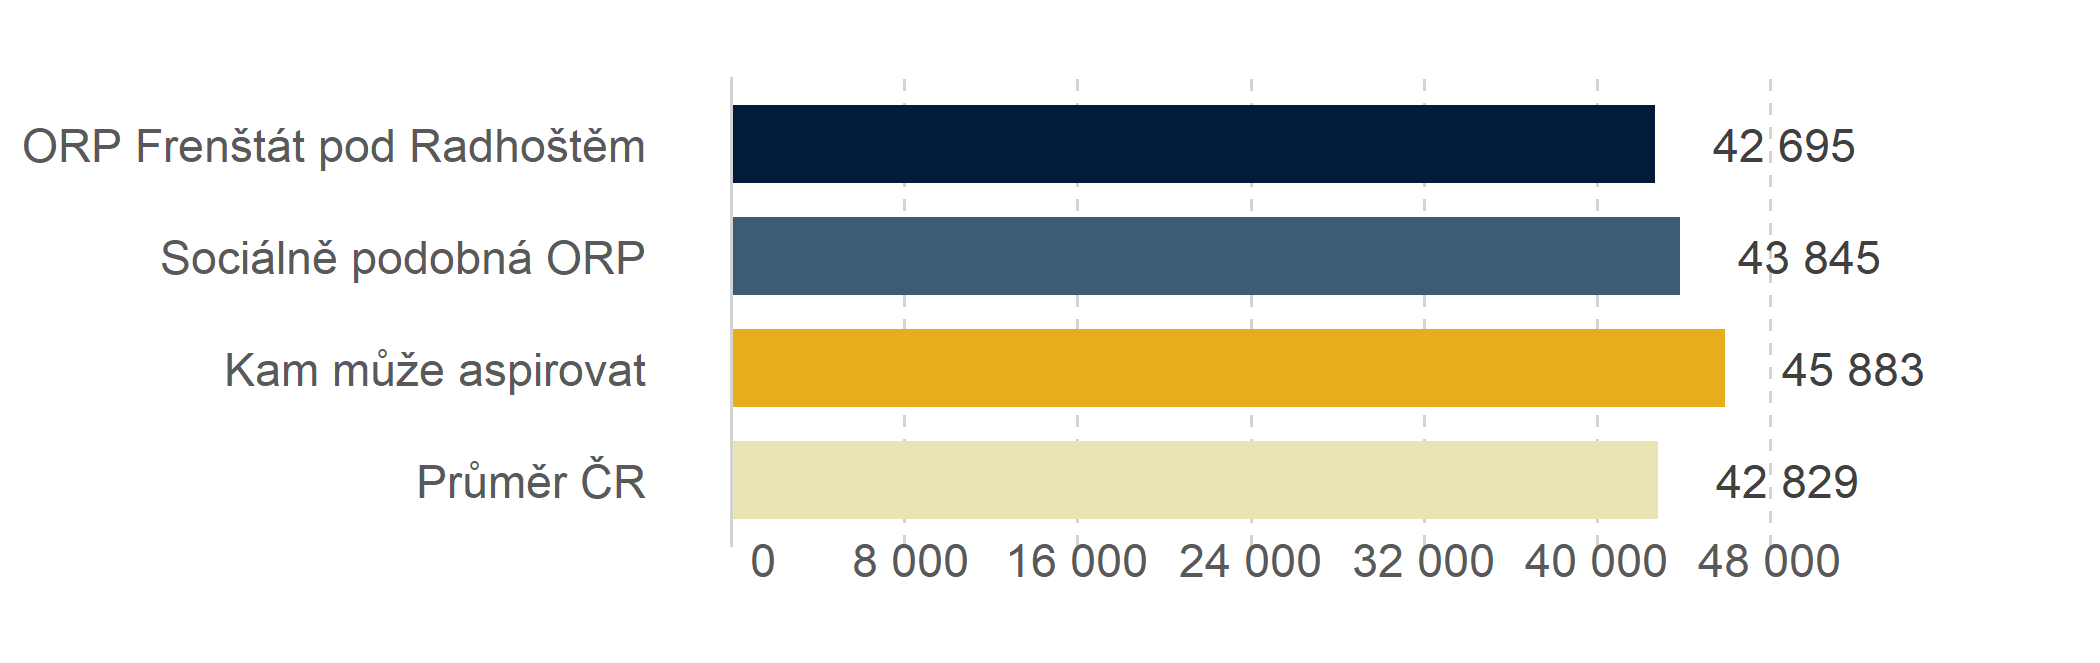 ORP Frenštát pod Radhoštěm 42 695
Sociálně podobná ORP 43 845
Kam může aspirovat 45 883
Průměr ČR 42 829
0 8 000 16 000 24 000 32 000 40 000 48 000